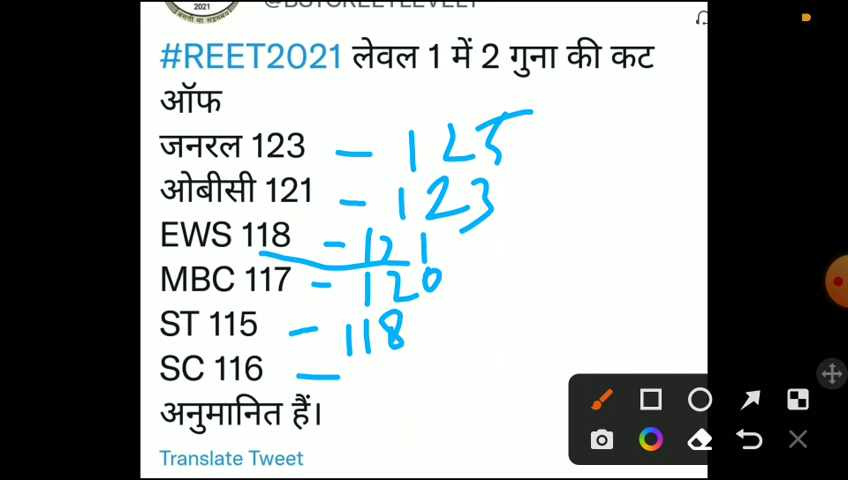 2021
#REET2021 लेवल 1 में 2 गुना की कट
ऑफ
जनरल 123 – 125
ओबीसी 121 – 123
EWS 118 – 121
MBC 117 – 120
ST 115 – 118
SC 116 –
अनुमानित हैं।
Translate Tweet